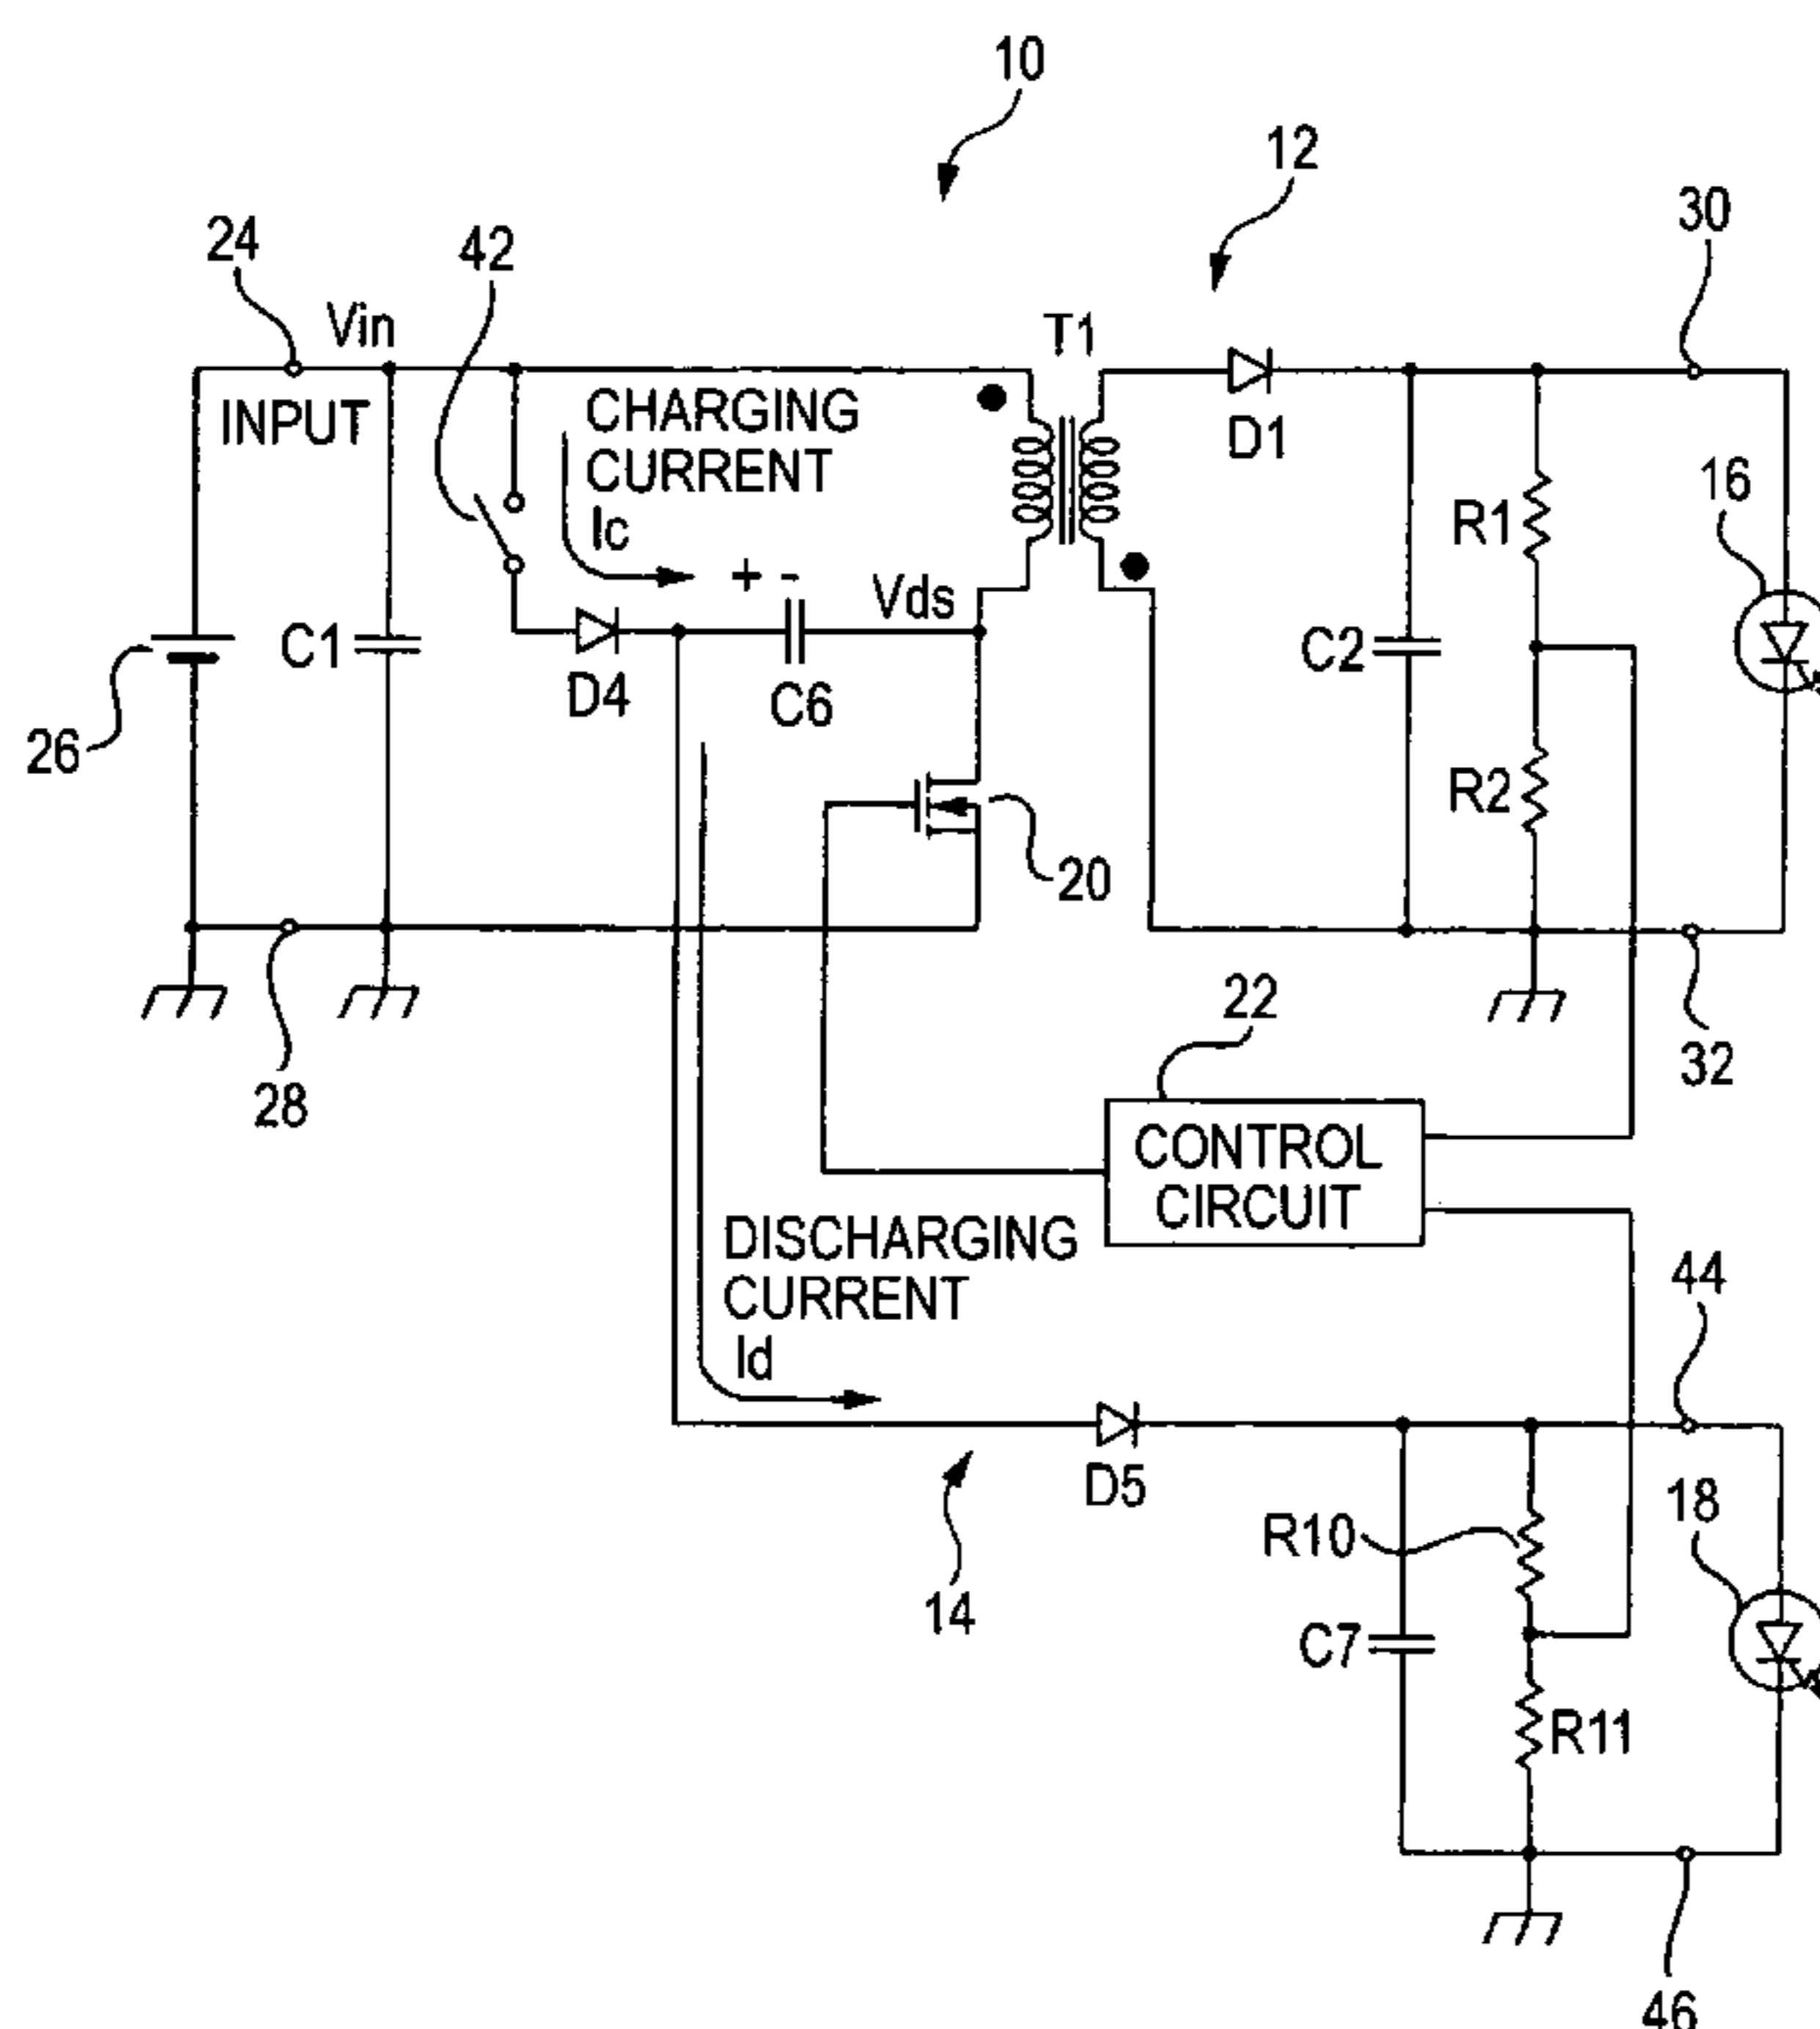 10
12
30
24
42
Vin
T1
INPUT
CHARGING
CURRENT
Ic
D1
16
R1
+ -
Vds
C1
D4
C6
C2
26
R2
20
22
28
32
CONTROL
CIRCUIT
DISCHARGING
CURRENT
Id
44
D5
18
R10
14
C7
R11
46